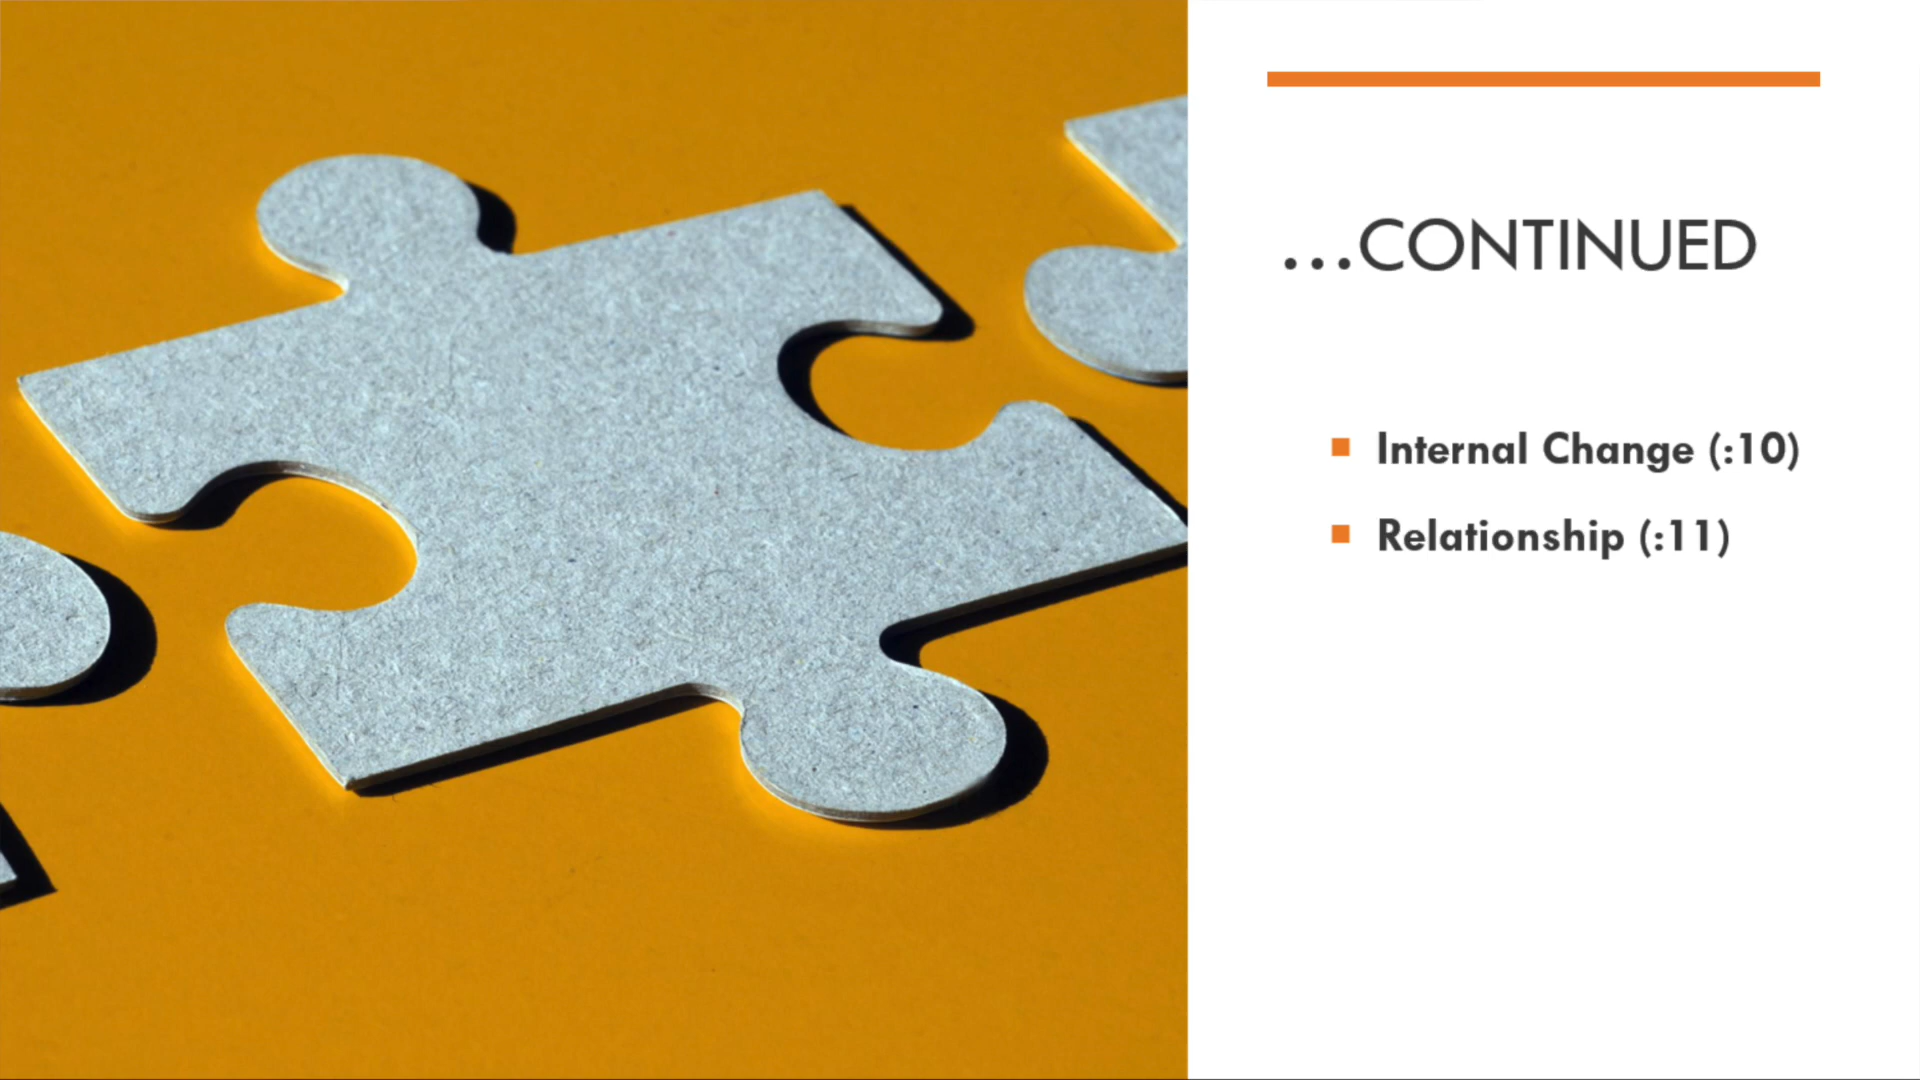 ...CONTINUED
Internal Change (:10)
Relationship (:11)